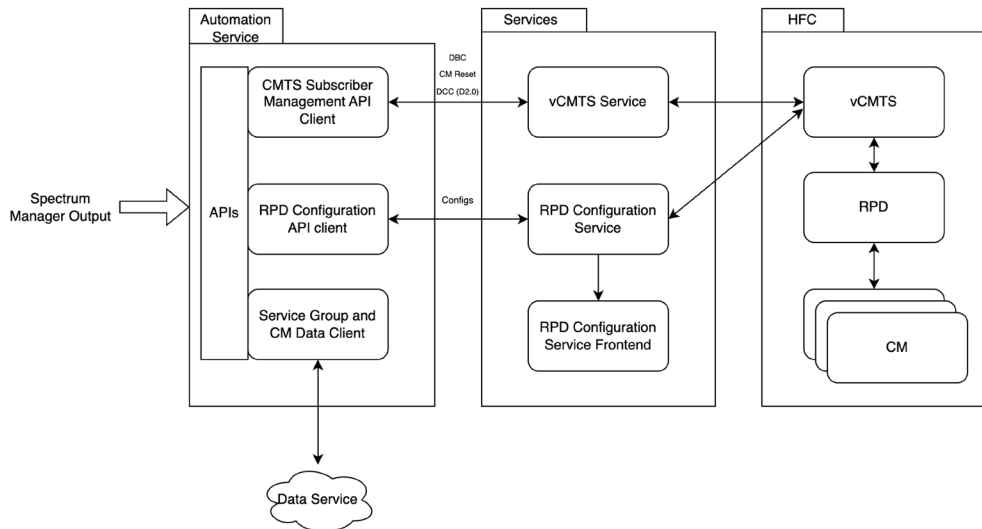 Automation
Service
Services
HFC
CMTS Subscriber
Management API
Client
DBC
CM Reset
DCC (D2.0)
vCMTS Service
vCMTS
Spectrum
Manager Output
APIs
RPD Configuration
API client
Configs
RPD Configuration
Service
RPD
Service Group and
CM Data Client
RPD Configuration
Service Frontend
CM
Data Service